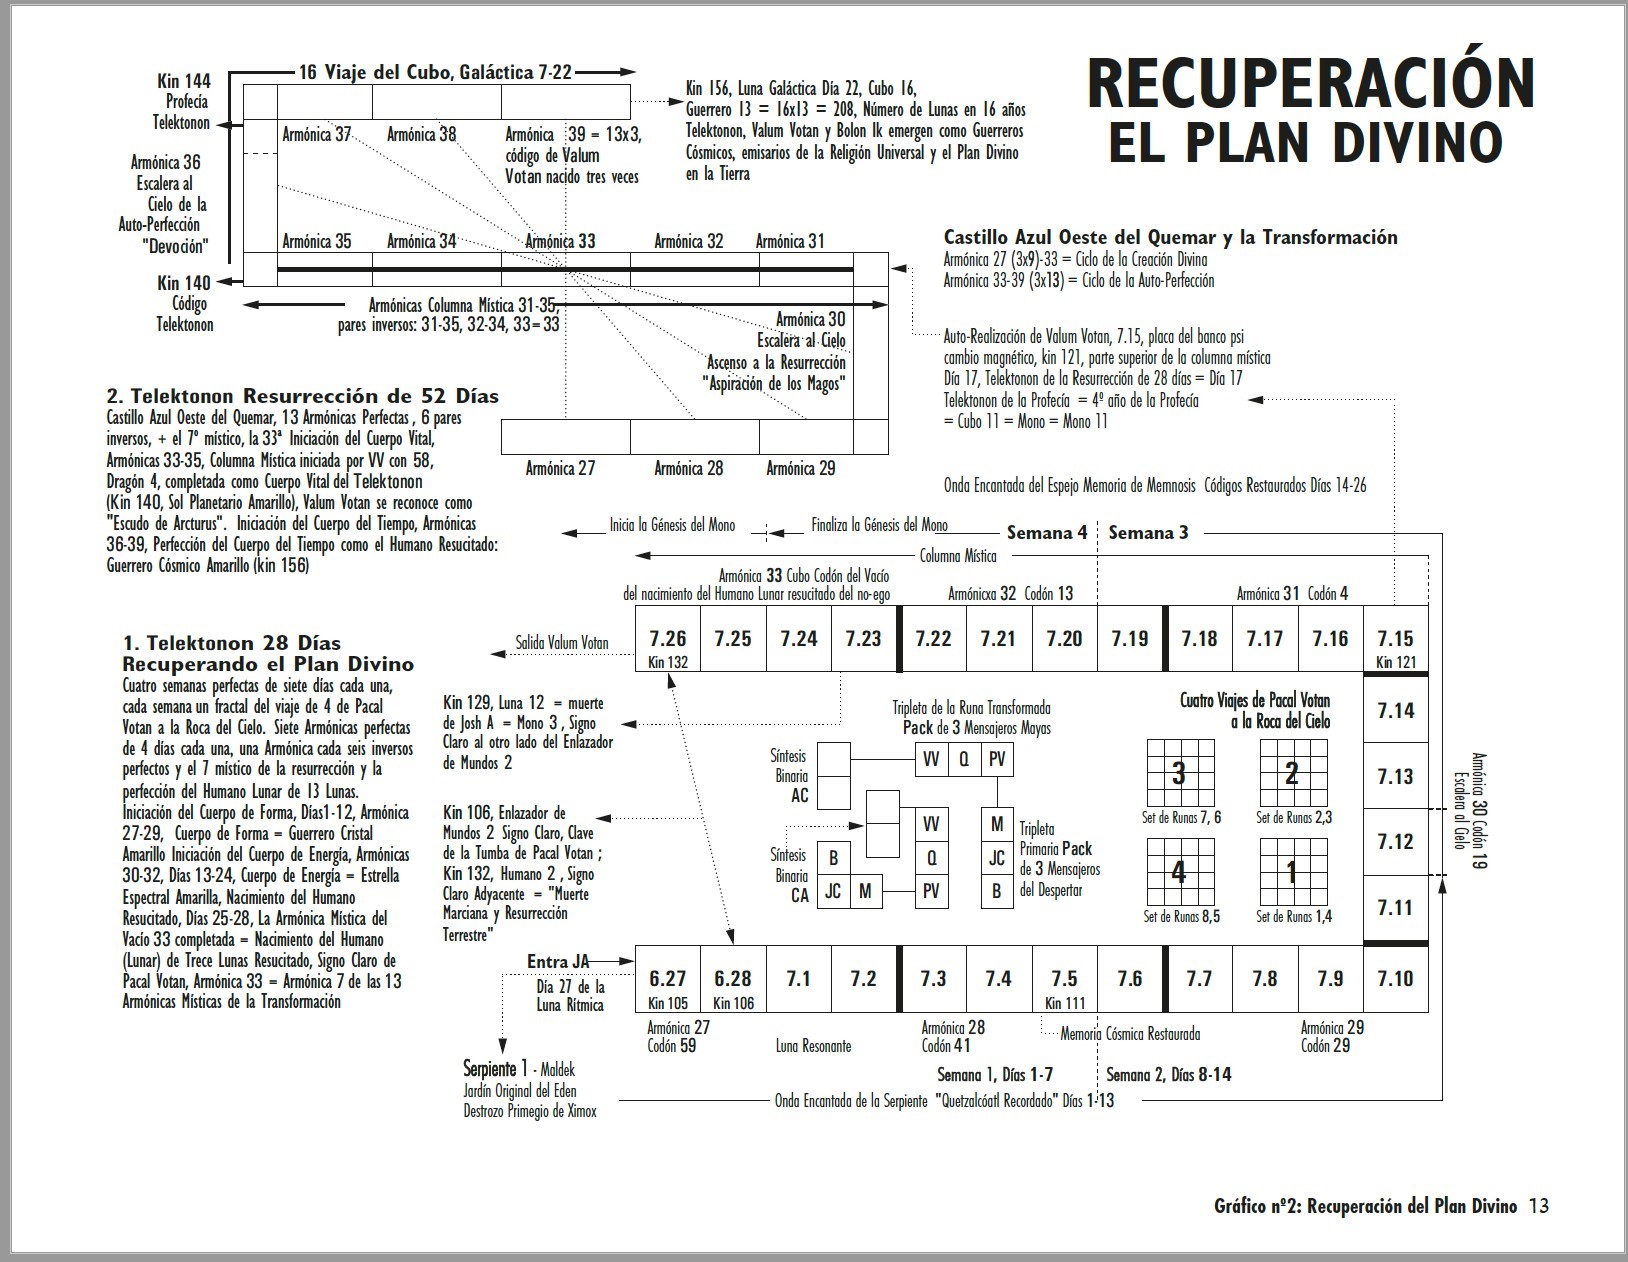 RECUPERACIÓN
EL PLAN DIVINO
16 Viaje del Cubo, Galáctica 7-22
Kin 144
Profecía
Telektonon
Armónica 37
Armónica 38
Armónica 39 = 13x3,
código de Valum
Votan nacido tres veces
Kin 156, Luna Galáctica Día 22, Cubo 16,
Guerrero 13 = 16x13 = 208, Número de Lunas en 16 años
Telektonon, Valum Votan y Bolon Ik emergen como Guerreros
Cósmicos, emisarios de la Religión Universal y el Plan Divino
en la Tierra
Armónica 36
Escalera al
Cielo de la
Auto-Perfección
"Devoción"
Armónica 35
Armónica 34
Armónica 33
Armónica 32
Armónica 31
Kin 140
Código
Telektonon
Armónicas Columna Mística 31-35,
pares inversos: 31-35, 32-34, 33=33
Armónica 30
Escalera al Cielo
Ascenso a la Resurrección
"Aspiración de los Magos"
Armónica 27
Armónica 28
Armónica 29
Castillo Azul Oeste del Quemar y la Transformación
Armónica 27 (3x9)-33 = Ciclo de la Creación Divina
Armónica 33-39 (3x13) = Ciclo de la Auto-Perfección
Auto-Realización de Valum Votan, 7.15, placa del banco psi
cambio magnético, kin 121, parte superior de la columna mística
Día 17, Telektonon de la Resurrección de 28 días = Día 17
Telektonon de la Profecía = 4º año de la Profecía
= Cubo 11 = Mono = Mono 11
Onda Encantada del Espejo Memoria de Memnosis Códigos Restaurados Días 14-26
2. Telektonon Resurrección de 52 Días
Castillo Azul Oeste del Quemar, 13 Armónicas Perfectas , 6 pares
inversos, + el 7º místico, la 33ª Iniciación del Cuerpo Vital,
Armónicas 33-35, Columna Mística iniciada por VV con 58,
Dragón 4, completada como Cuerpo Vital del Telektonon
(Kin 140, Sol Planetario Amarillo), Valum Votan se reconoce como
"Escudo de Arcturus". Iniciación del Cuerpo del Tiempo, Armónicas
36-39, Perfección del Cuerpo del Tiempo como el Humano Resucitado:
Guerrero Cósmico Amarillo (kin 156)
1. Telektonon 28 Días
Recuperando el Plan Divino
Cuatro semanas perfectas de siete días cada una,
cada semana un fractal del viaje de 4 de Pacal
Votan a la Roca del Cielo. Siete Armónicas perfectas
de 4 días cada una, una Armónica cada seis inversos
perfectos y el 7 místico de la resurrección y la
perfección del Humano Lunar de 13 Lunas.
Iniciación del Cuerpo de Forma, Días1-12, Armónica
27-29, Cuerpo de Forma = Guerrero Cristal
Amarillo Iniciación del Cuerpo de Energía, Armónicas
30-32, Días 13-24, Cuerpo de Energía = Estrella
Espectral Amarilla, Nacimiento del Humano
Resucitado, Días 25-28, La Armónica Mistica del
Vacío 33 completada = Nacimiento del Humano
(Lunar) de Trece Lunas Resucitado, Signo Claro de
Pacal Votan, Armónica 33 = Armónica 7 de las 13
Armónicas Místicas de la Transformación
Inicia la Génesis del Mono
Finaliza la Génesis del Mono
Semana 4
Semana 3
Columna Mística
Armónica 33 Cubo Codón del Vacío
del nacimiento del Humano Lunar resucitado del no-ego
Armónicxa 32 Codón 13
Armónica 31 Codón 4
Salida Valum Votan
7.26 7.25 7.24 7.23 7.22 7.21 7.20 7.19 7.18 7.17 7.16 7.15
Kin 132
Kin 121
7.14
7.13
7.12
7.11
Armónica 30 Codón 19
Escalera al Cielo
Kin 129, Luna 12 = muerte
de Josh A = Mono 3 , Signo
Claro al otro lado del Enlazador
de Mundos 2
Kin 106, Enlazador de
Mundos 2 Signo Claro, Clave
de la Tumba de Pacal Votan ;
Kin 132, Humano 2 , Signo
Claro Adyacente = "Muerte
Marciana y Resurrección
Terrestre"
Tripleta de la Runa Transformada
Pack de 3 Mensajeros Mayas
Síntesis
Binaria
AC
VV Q PV
VV
Q
PV
M
JC
B
Síntesis
Binaria
CA
B
JC M
Tripleta
Primaria Pack
de 3 Mensajeros
del Despertar
Cuatro Viajes de Pacal Votan
a la Roca del Cielo
3
Set de Runas 7, 6
2
Set de Runas 2,3
4
Set de Runas 8,5
1
Set de Runas 1,4
Entra JA
Día 27 de la
Luna Rítmica
6.27 6.28 7.1 7.2 7.3 7.4 7.5 7.6 7.7 7.8 7.9 7.10
Kin 105
Kin 106
Kin 111
Armónica 27
Codón 59
Luna Resonante
Armónica 28
Codón 41
Memoria Cósmica Restaurada
Armónica 29
Codón 29
Semana 1, Días 1-7
Semana 2, Días 8-14
Serpiente 1 - Maldek
Jardín Original del Eden
Destrozo Primegio de Ximox
Onda Encantada de la Serpiente "Quetzalcóatl Recordado" Días 1-13
Gráfico nº2: Recuperación del Plan Divino 13